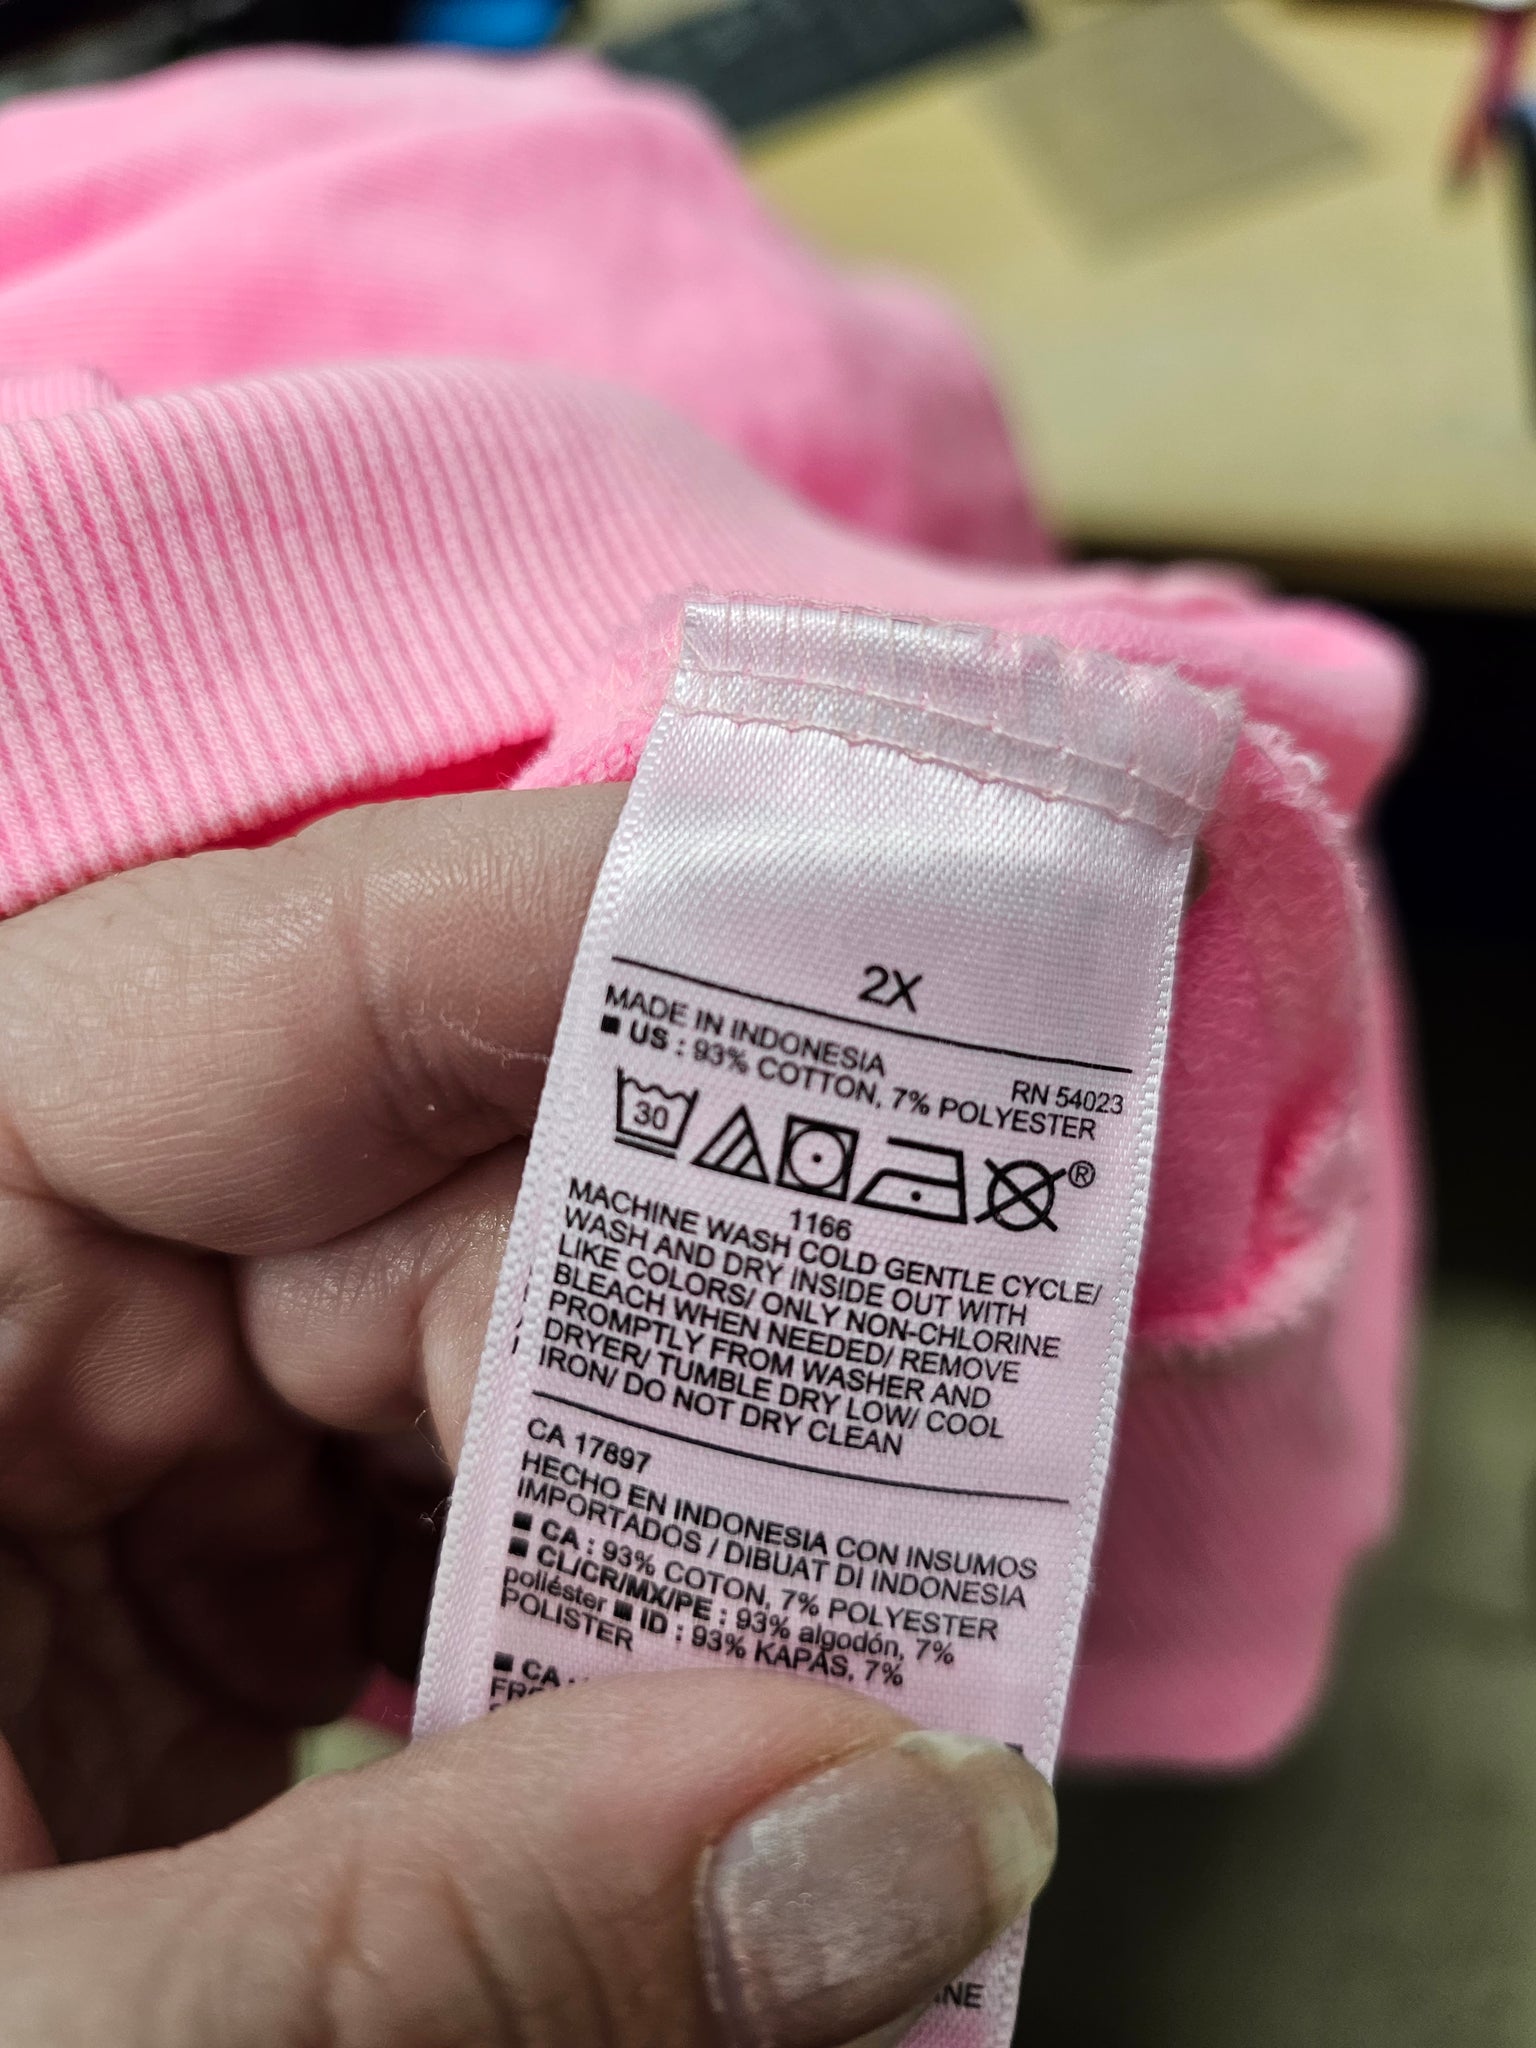 2X
MADE IN INDONESIA
RN 54023
■ US : 93% COTTON, 7% POLYESTER
30
®
1166
MACHINE WASH COLD GENTLE CYCLE/
WASH AND DRY INSIDE OUT WITH
LIKE COLORS/ ONLY NON-CHLORINE
BLEACH WHEN NEEDED/ REMOVE
PROMPTLY FROM WASHER AND
DRYER/ TUMBLE DRY LOW/ COOL
IRON/ DO NOT DRY CLEAN
CA 17897
HECHO EN INDONESIA CON INSUMOS
IMPORTADOS / DIBUAT DI INDONESIA
■ CA : 93% COTON, 7% POLYESTER
■ CL/CR/MX/PE : 93% algodón, 7%
poliéster ■ ID : 93% KAPAS, 7%
POLISTER
■ CA